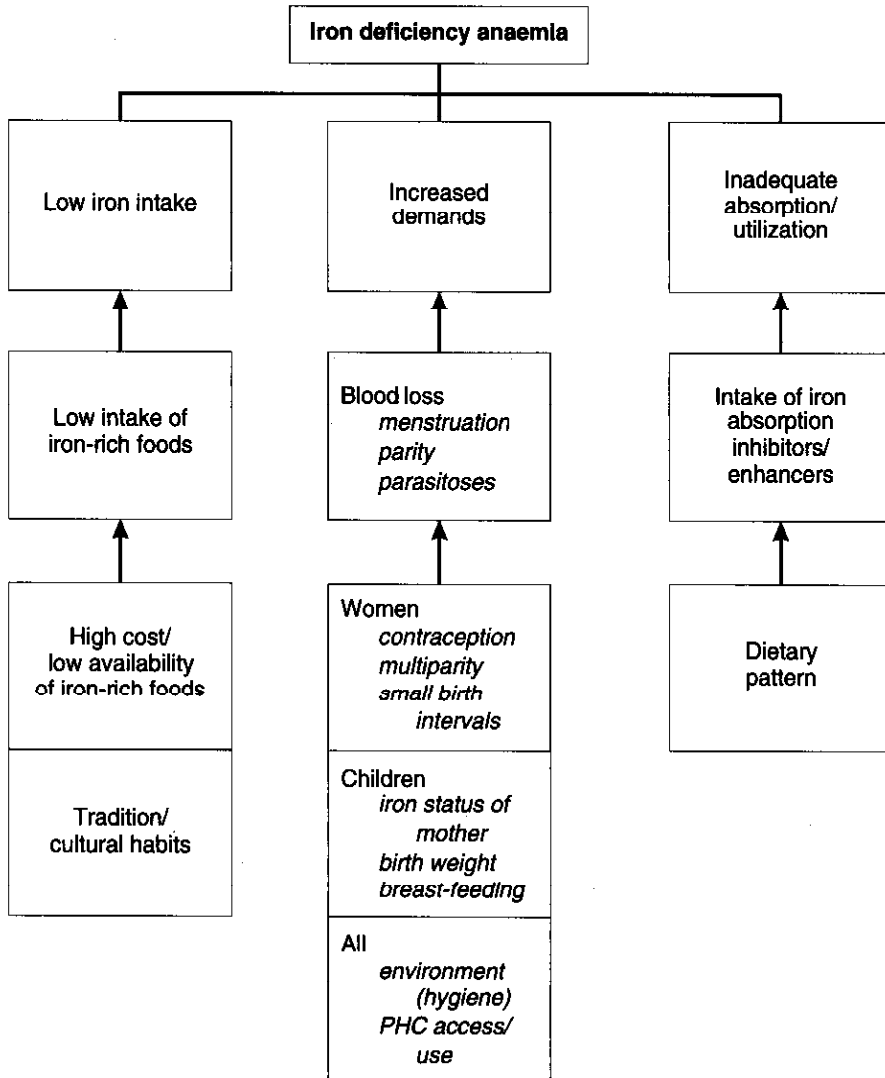 Iron deficiency anaemia
Low iron intake
Increased
demands
Inadequate
absorption/
utilization
Low intake of
iron-rich foods
Blood loss
menstruation
parity
parasitoses
Intake of iron
absorption
inhibitors/
enhancers
High cost/
low availability
of iron-rich foods
Tradition/
cultural habits
Women
contraception
multiparity
small birth
intervals
Children
iron status of
mother
birth weight
breast-feeding
All
environment
(hygiene)
PHC access/
use
Dietary
pattern